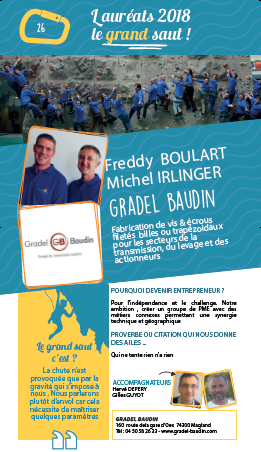 26
Lauréats 2018
le grand saut !
Freddy BOULART
Michel IRLINGER
GRADEL BAUDIN
Fabrication de vis & écrous
filetés billes ou trapézoïdaux
pour les secteurs de la
transmission, du levage et des
actionneurs
Gradel GB Baudin
POURQUOI DEVENIR ENTREPRENEUR ?
Pour l'indépendance et le challenge. Notre
ambition , créer un groupe de PME avec des
métiers connexes permettant une synergie
technique et géographique
PROVERBE OU CITATION QUI NOUS DONNE
DES AILES ...
Qui ne tente rien n'a rien
Le grand saut
c'est ?
La chute n'est
provoquée que par la
gravité qui s'impose à
nous . Nous parlerons
plutôt d'envol car cela
nécessite de maîtriser
quelques paramètres
ACCOMPAGNATEURS
Hervé DEPERY
Gilles GUYOT
GRADEL BAUDIN
160 route de la gare d'Oex 74300 Magland
Tél : 04 50 58 26 33 - www.gradel-baudin.com